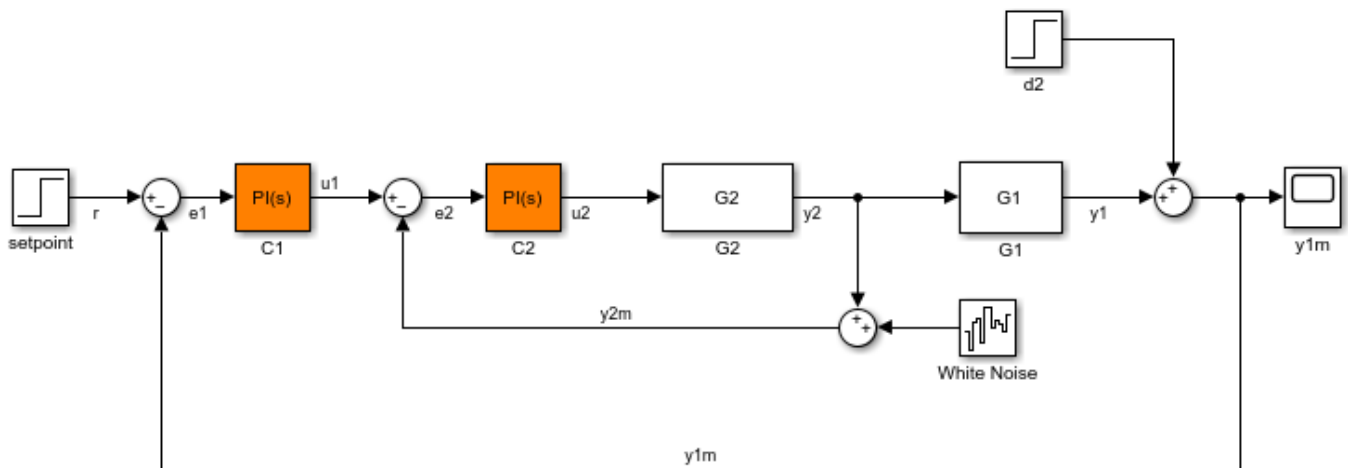 d2
setpoint
r
+
−
e1
PI(s)
C1
u1
+
−
e2
PI(s)
C2
u2
G2
G2
y2
G1
G1
y1
+
+
y1m
y2m
+
+
White Noise
y1m